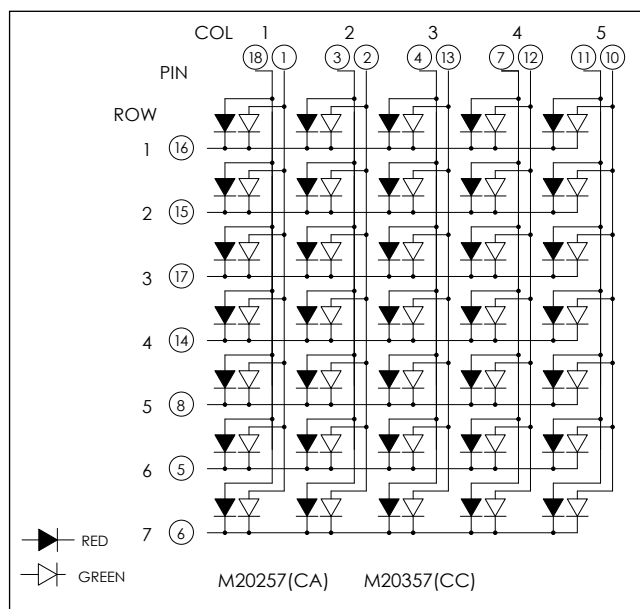 COL 1 2 3 4 5
18 1 3 2 4 13 7 12 11 10
PIN
ROW
1 16
2 15
3 17
4 14
5 8
6 5
7 6
RED
GREEN
M20257(CA) M20357(CC)